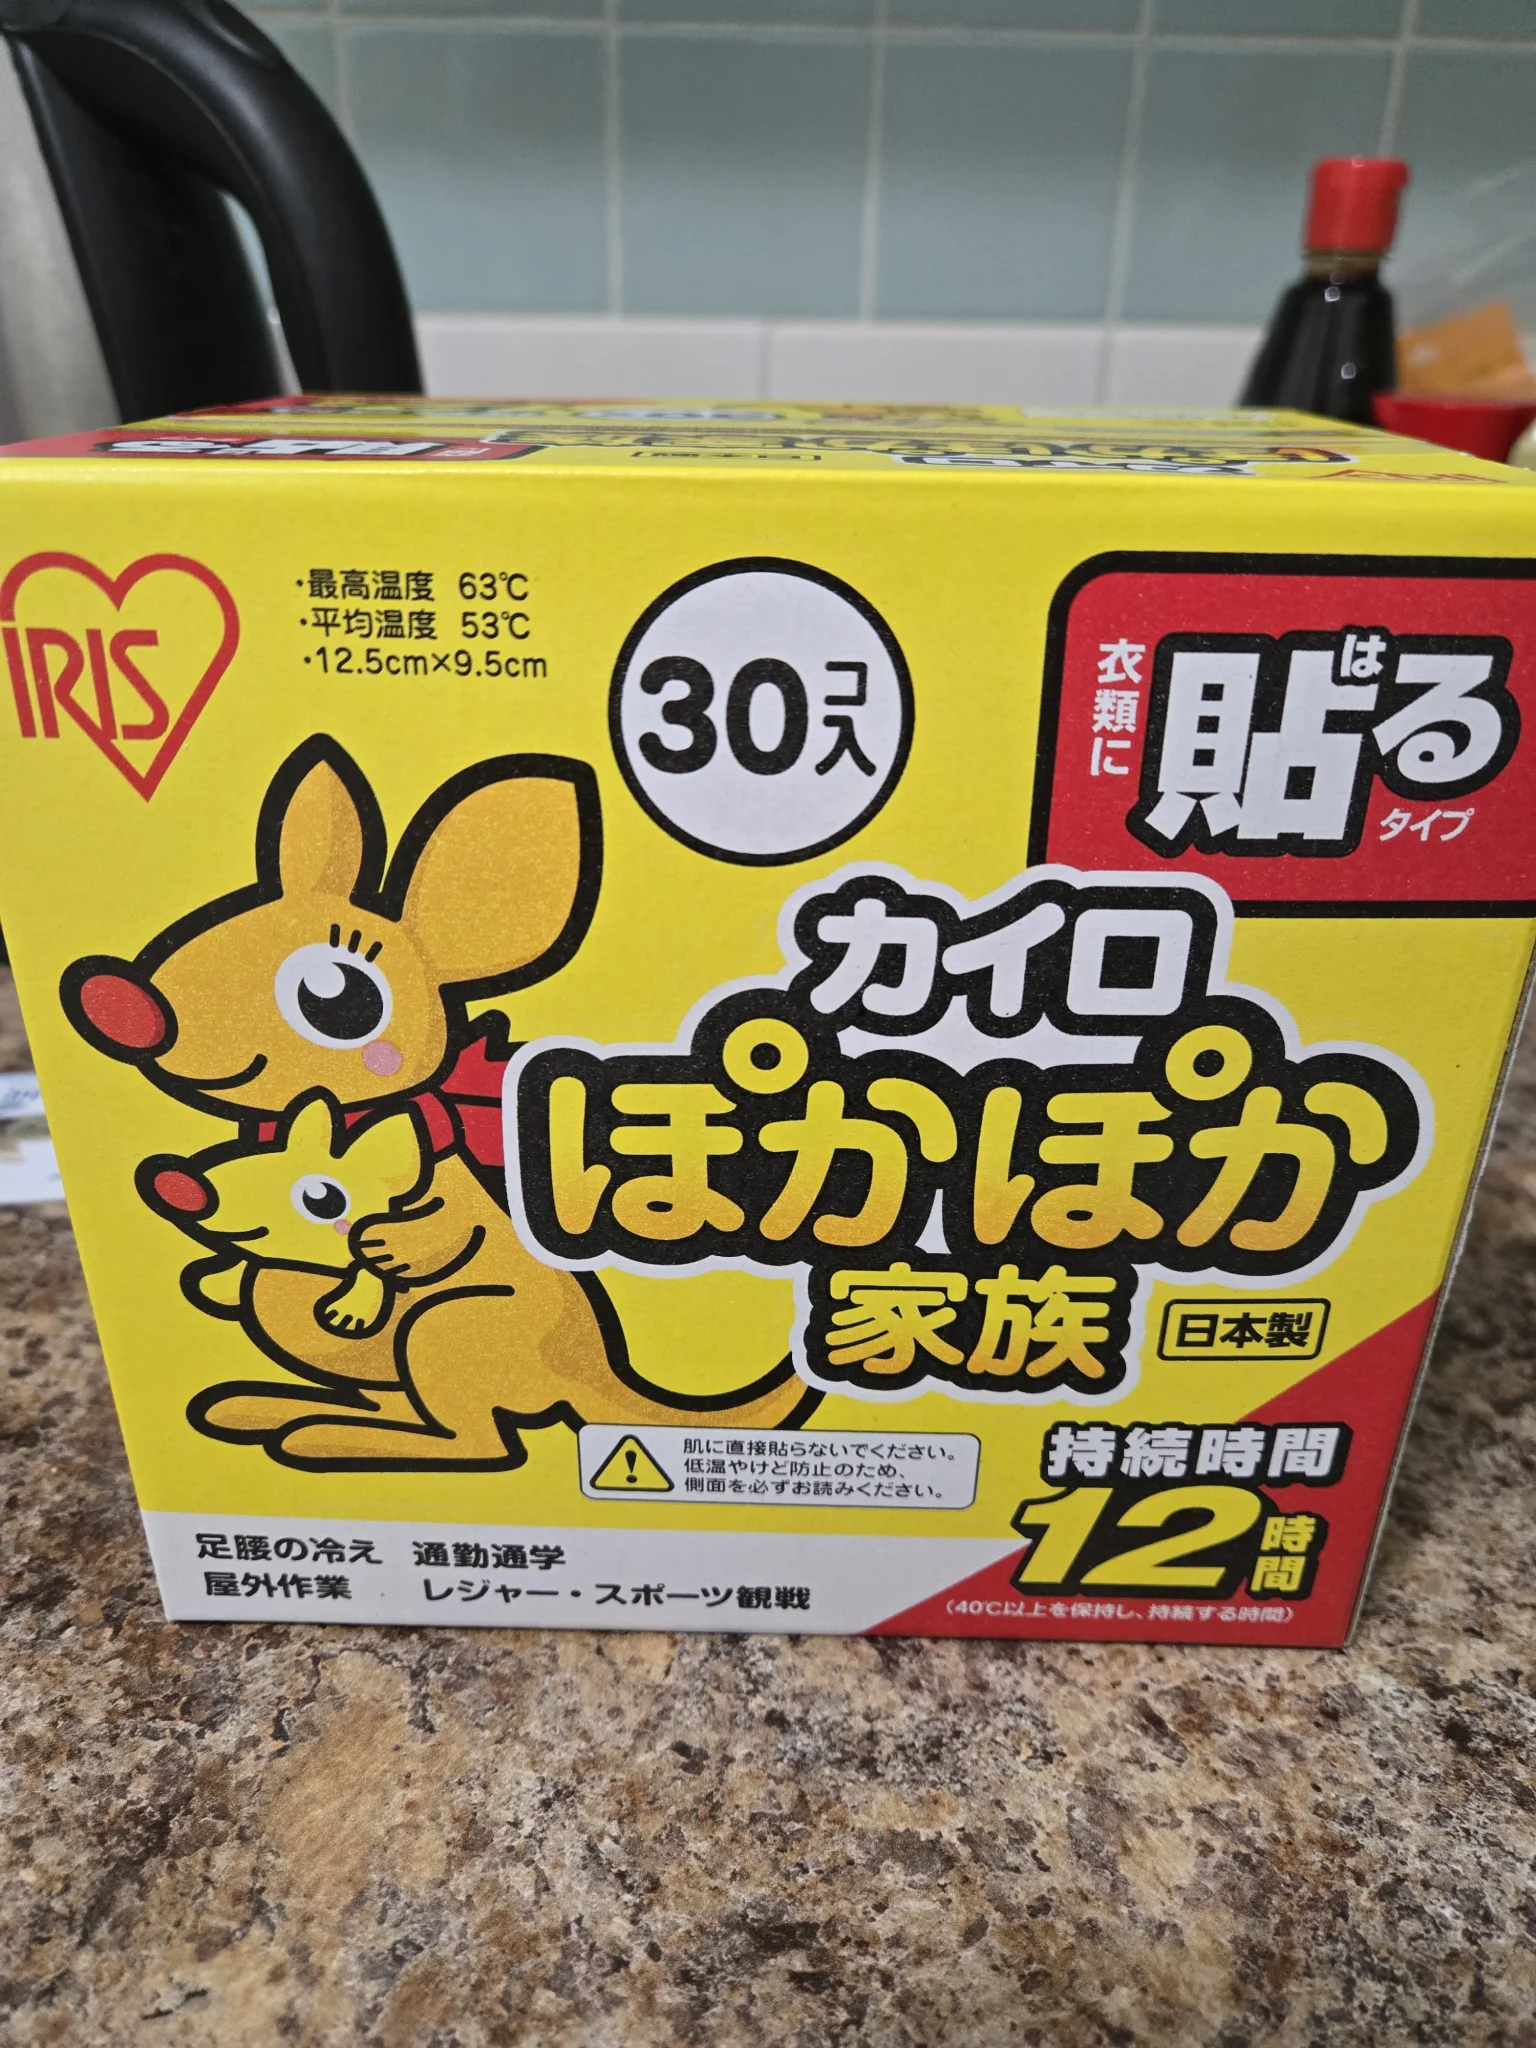 IRIS
・最高温度 63℃
・平均温度 53℃
・12.5cm×9.5cm
30コ入
衣類に
貼る
は
タイプ
カイロ
ぽかぽか
家族
日本製
肌に直接貼らないでください。
低温やけど防止のため、
側面を必ずお読みください。
持続時間
12時間
(40℃以上を保持し、持続する時間)
足腰の冷え 通勤通学
屋外作業 レジャー・スポーツ観戦